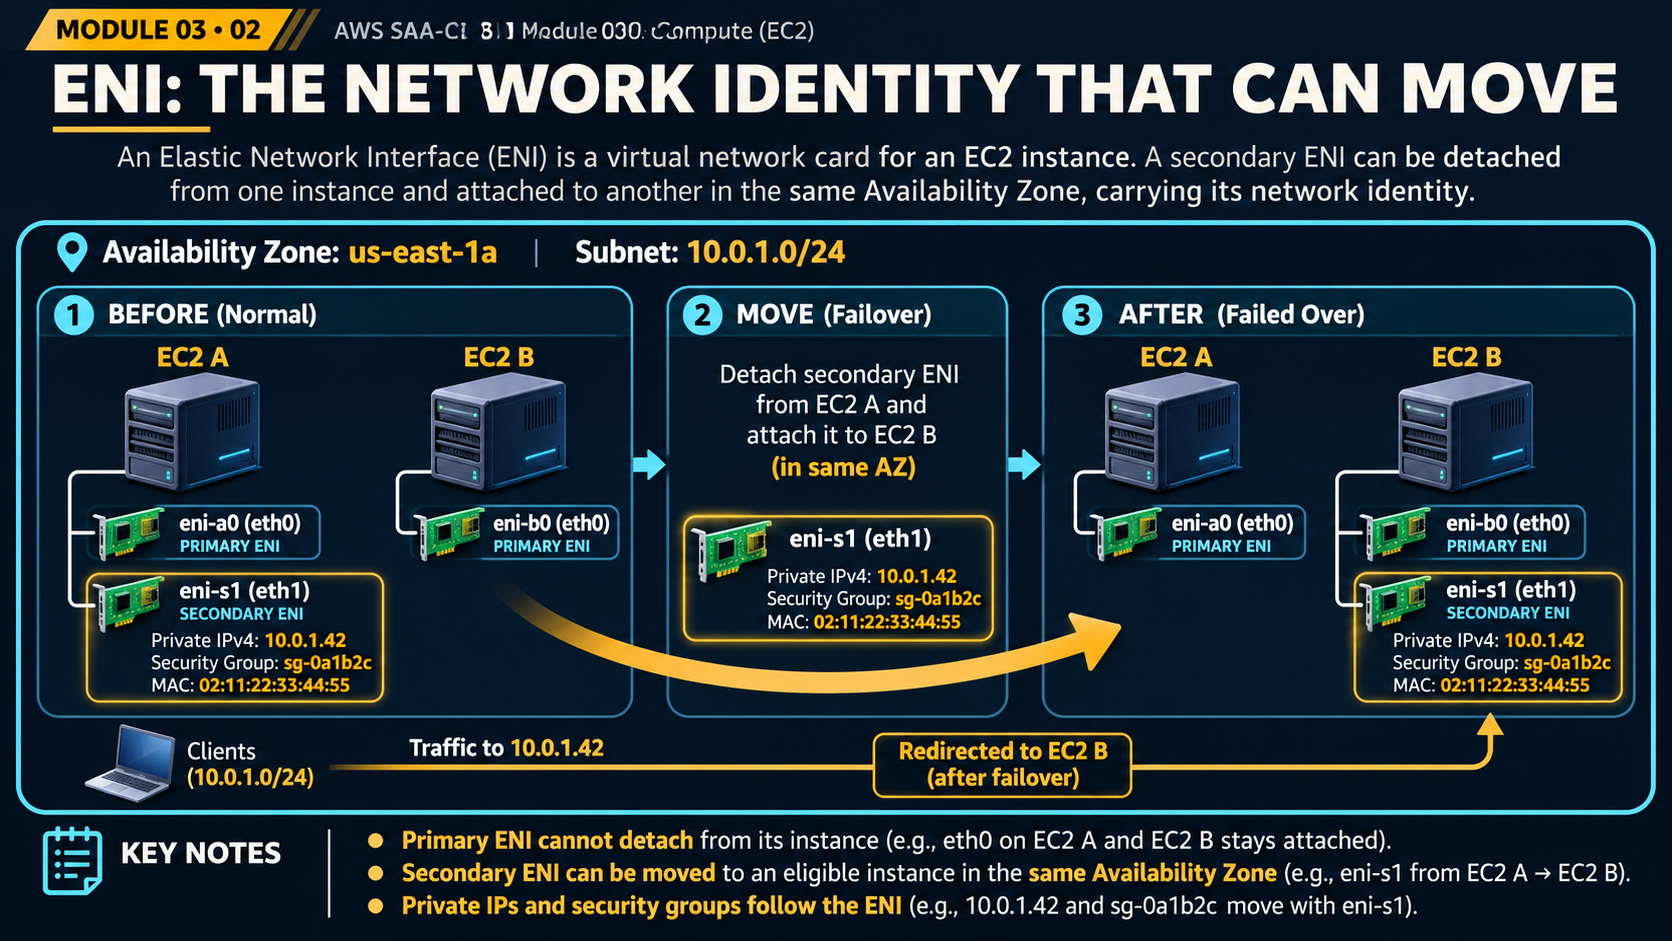 MODULE 03 • 02
AWS SAA-C Module 030. Compute (EC2)
ENI: THE NETWORK IDENTITY THAT CAN MOVE
An Elastic Network Interface (ENI) is a virtual network card for an EC2 instance. A secondary ENI can be detached
from one instance and attached to another in the same Availability Zone, carrying its network identity.
Availability Zone: us-east-1a | Subnet: 10.0.1.0/24
1 BEFORE (Normal)
EC2 A
EC2 B
eni-a0 (eth0)
PRIMARY ENI
eni-b0 (eth0)
PRIMARY ENI
eni-s1 (eth1)
SECONDARY ENI
Private IPv4: 10.0.1.42
Security Group: sg-0a1b2c
MAC: 02:11:22:33:44:55
2 MOVE (Failover)
Detach secondary ENI
from EC2 A and
attach it to EC2 B
(in same AZ)
eni-s1 (eth1)
Private IPv4: 10.0.1.42
Security Group: sg-0a1b2c
MAC: 02:11:22:33:44:55
3 AFTER (Failed Over)
EC2 A
EC2 B
eni-a0 (eth0)
PRIMARY ENI
eni-b0 (eth0)
PRIMARY ENI
eni-s1 (eth1)
SECONDARY ENI
Private IPv4: 10.0.1.42
Security Group: sg-0a1b2c
MAC: 02:11:22:33:44:55
Clients
(10.0.1.0/24)
Traffic to 10.0.1.42
Redirected to EC2 B
(after failover)
KEY NOTES
• Primary ENI cannot detach from its instance (e.g., eth0 on EC2 A and EC2 B stays attached).
• Secondary ENI can be moved to an eligible instance in the same Availability Zone (e.g., eni-s1 from EC2 A → EC2 B).
• Private IPs and security groups follow the ENI (e.g., 10.0.1.42 and sg-0a1b2c move with eni-s1).